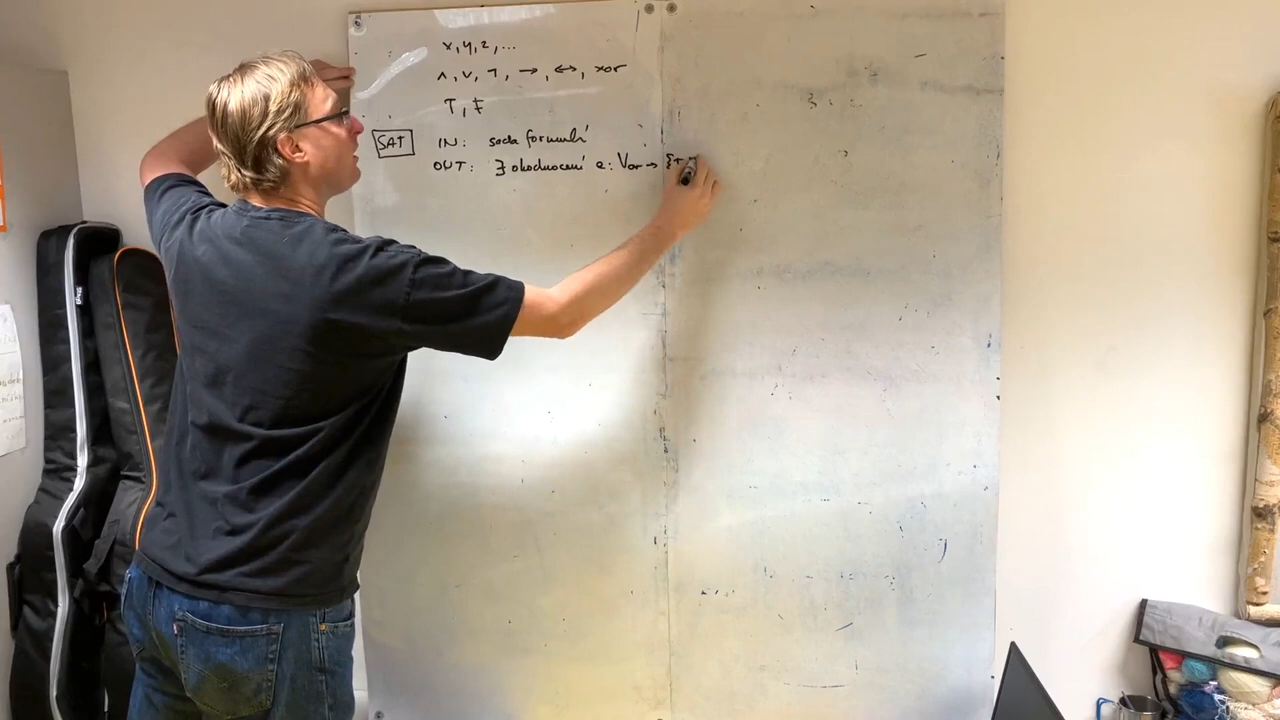 x, y, z, ...
∧, ∨, ¬, →, ↔, xor
T, F
SAT IN: sada formulí
OUT: ∃ ohodnocení e: Var → {T,